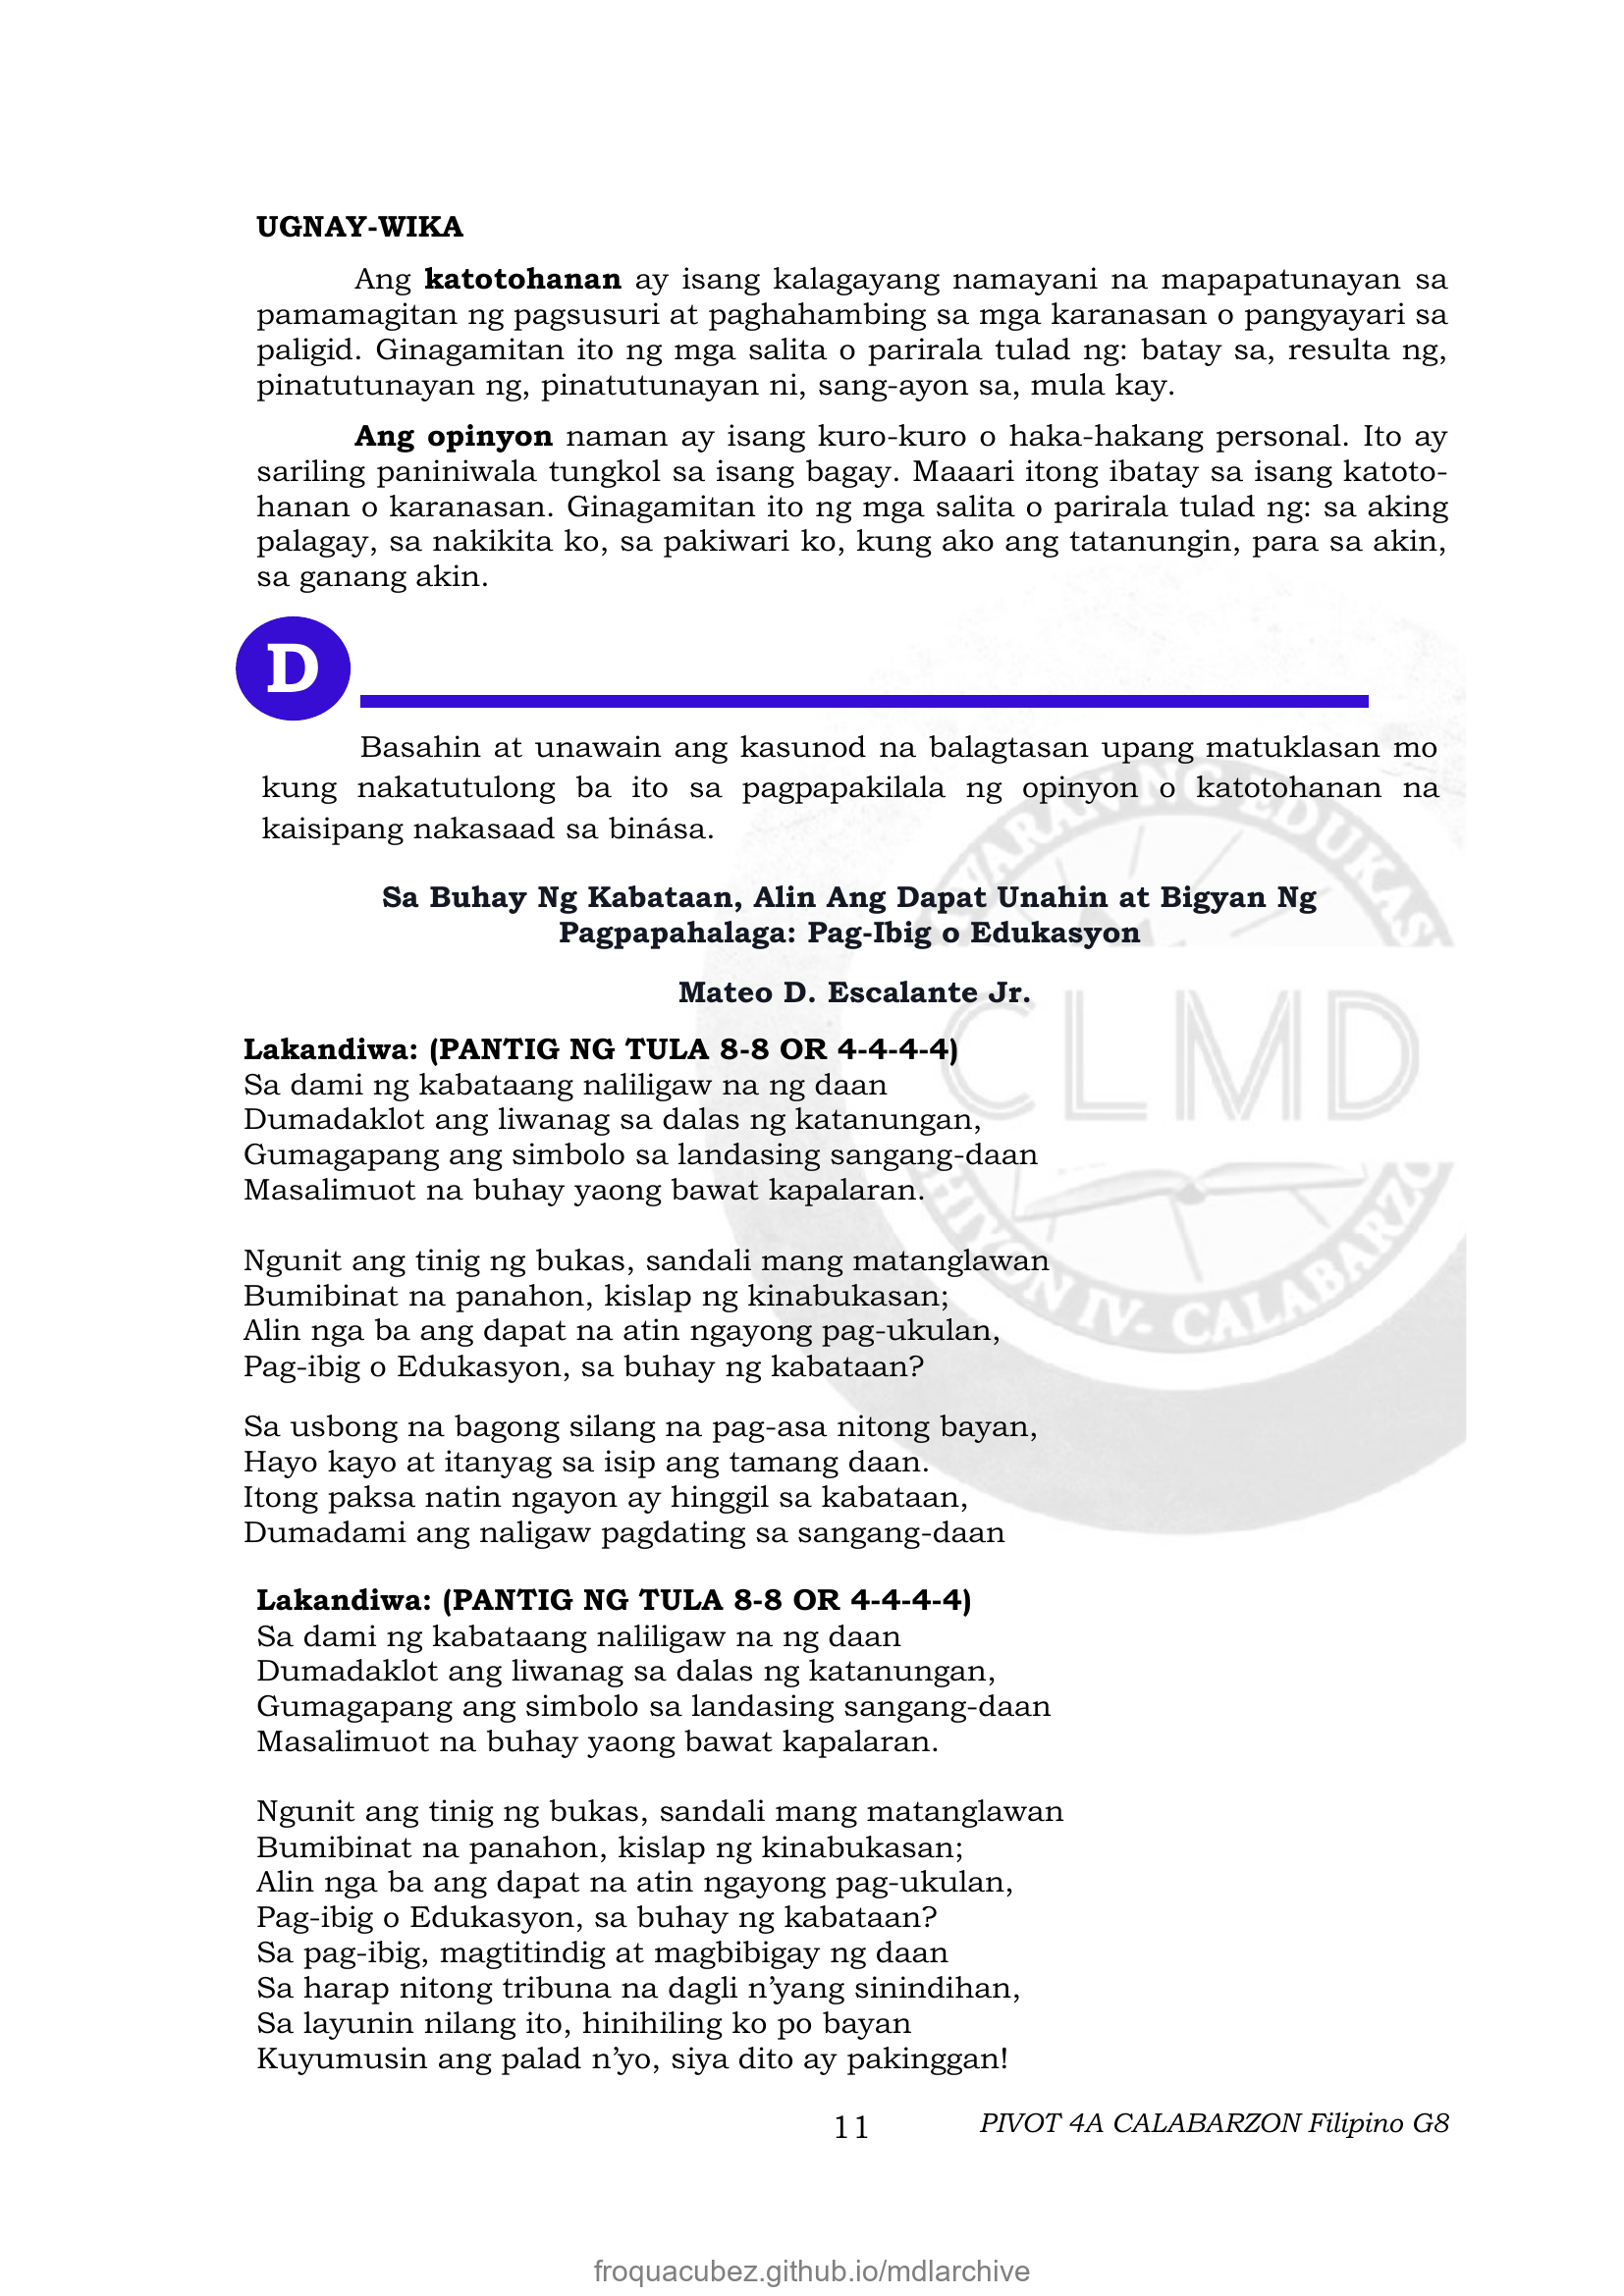 UGNAY-WIKA
Ang katotohanan ay isang kalagayang namayani na mapapatunayan sa
pamamagitan ng pagsusuri at paghahambing sa mga karanasan o pangyayari sa
paligid. Ginagamitan ito ng mga salita o parirala tulad ng: batay sa, resulta ng,
pinatutunayan ng, pinatutunayan ni, sang-ayon sa, mula kay.
Ang opinyon naman ay isang kuro-kuro o haka-hakang personal. Ito ay
sariling paniniwala tungkol sa isang bagay. Maaari itong ibatay sa isang katoto-
hanan o karanasan. Ginagamitan ito ng mga salita o parirala tulad ng: sa aking
palagay, sa nakikita ko, sa pakiwari ko, kung ako ang tatanungin, para sa akin,
sa ganang akin.
D
Basahin at unawain ang kasunod na balagtasan upang matuklasan mo
kung nakatutulong ba ito sa pagpapakilala ng opinyon o katotohanan na
kaisipang nakasaad sa binása.
Sa Buhay Ng Kabataan, Alin Ang Dapat Unahin at Bigyan Ng
Pagpapahalaga: Pag-Ibig o Edukasyon
Mateo D. Escalante Jr.
Lakandiwa: (PANTIG NG TULA 8-8 OR 4-4-4-4)
Sa dami ng kabataang naliligaw na ng daan
Dumadaklot ang liwanag sa dalas ng katanungan,
Gumagapang ang simbolo sa landasing sangang-daan
Masalimuot na buhay yaong bawat kapalaran.
Ngunit ang tinig ng bukas, sandali mang matanglawan
Bumibinat na panahon, kislap ng kinabukasan;
Alin nga ba ang dapat na atin ngayong pag-ukulan,
Pag-ibig o Edukasyon, sa buhay ng kabataan?
Sa usbong na bagong silang na pag-asa nitong bayan,
Hayo kayo at itanyag sa isip ang tamang daan.
Itong paksa natin ngayon ay hinggil sa kabataan,
Dumadami ang naligaw pagdating sa sangang-daan
Lakandiwa: (PANTIG NG TULA 8-8 OR 4-4-4-4)
Sa dami ng kabataang naliligaw na ng daan
Dumadaklot ang liwanag sa dalas ng katanungan,
Gumagapang ang simbolo sa landasing sangang-daan
Masalimuot na buhay yaong bawat kapalaran.
Ngunit ang tinig ng bukas, sandali mang matanglawan
Bumibinat na panahon, kislap ng kinabukasan;
Alin nga ba ang dapat na atin ngayong pag-ukulan,
Pag-ibig o Edukasyon, sa buhay ng kabataan?
Sa pag-ibig, magtitindig at magbibigay ng daan
Sa harap nitong tribuna na dagli n’yang sinindihan,
Sa layunin nilang ito, hinihiling ko po bayan
Kuyumusin ang palad n’yo, siya dito ay pakinggan!
CLMD
11 PIVOT 4A CALABARZON Filipino G8
froquacubez.github.io/mdlarchive